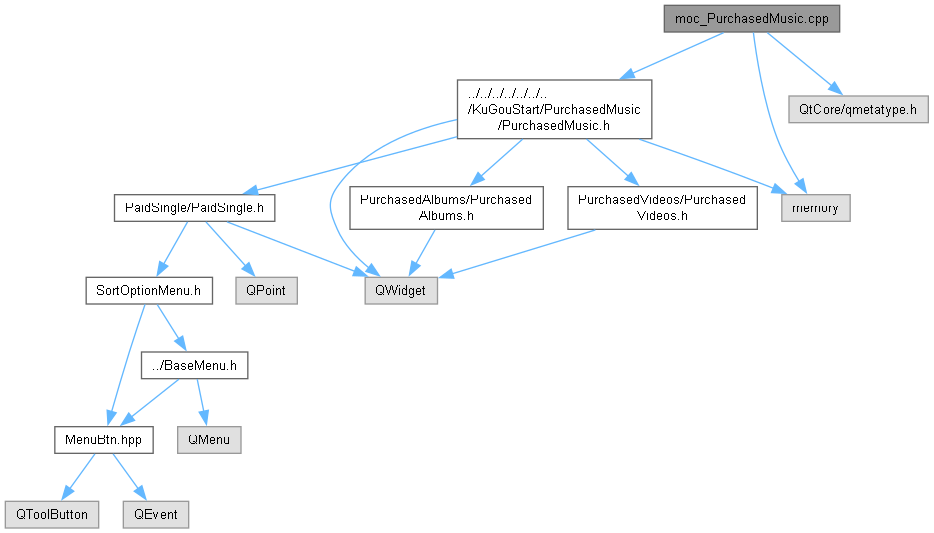 moc_PurchasedMusic.cpp
../../../../../../..
/KuGouStart/PurchasedMusic
/PurchasedMusic.h
QtCore/qmetatype.h
PaidSingle/PaidSingle.h
PurchasedAlbums/Purchased
Albums.h
PurchasedVideos/Purchased
Videos.h
memory
SortOptionMenu.h
QPoint
QWidget
../BaseMenu.h
MenuBtn.hpp
QMenu
QToolButton
QEvent